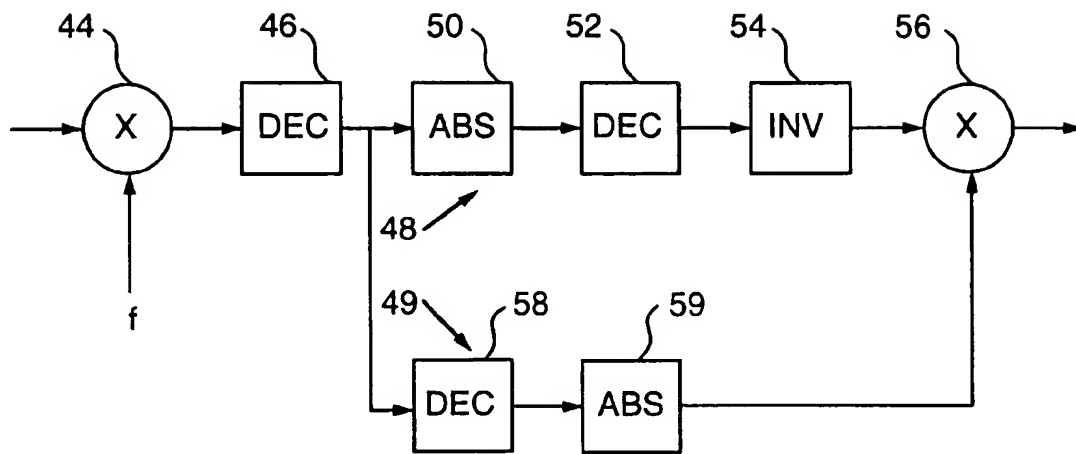 44 46 50 52 54 56
X DEC ABS DEC INV X
48
f
49 58 59
DEC ABS